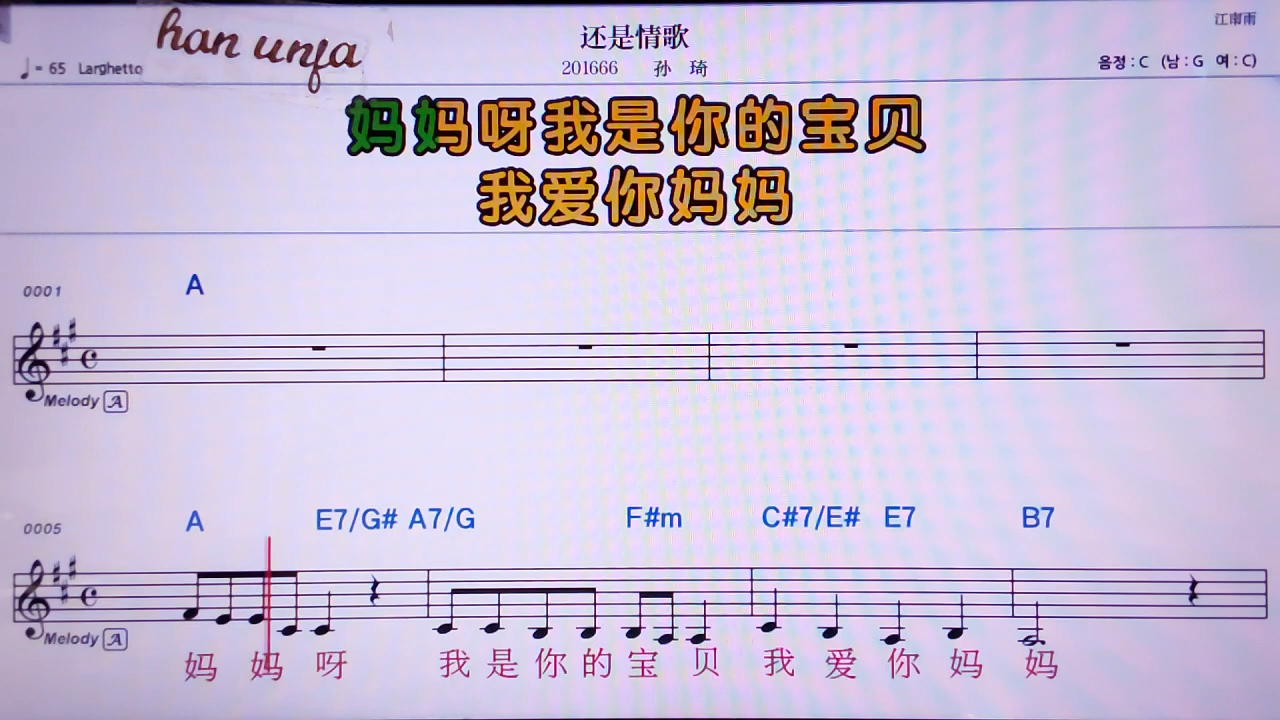 han unfa
还是情歌
江南雨
♩= 65 Larghetto
201666 孙 琦
음정 : C (남 : G 여 : C)
妈妈呀我是你的宝贝
我爱你妈妈
0001
A
Melody A
0005
A E7/G# A7/G F#m C#7/E# E7 B7
Melody A
妈 妈 呀 我 是 你 的 宝 贝 我 爱 你 妈 妈